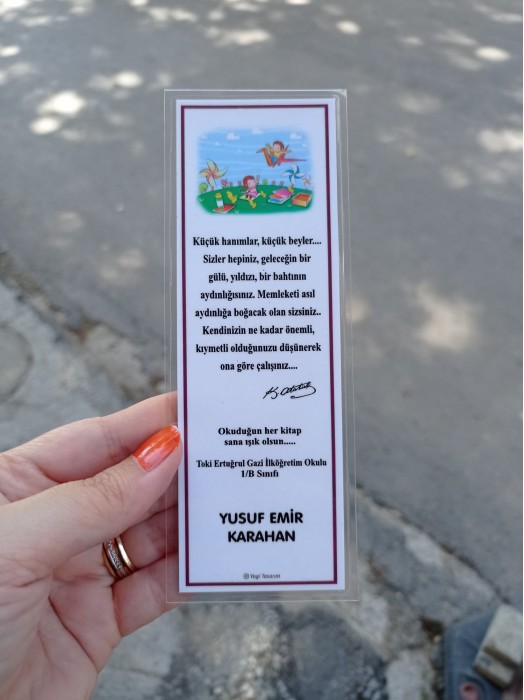 Küçük hanımlar, küçük beyler....
Sizler hepiniz, geleceğin bir
gülü, yıldızı, bir bahtının
aydınlığısınız. Memleketi asıl
aydınlığa boğacak olan sizsiniz..
Kendinizin ne kadar önemli,
kıymetli olduğunuzu düşünerek
ona göre çalışınız....
K. Atatürk
Okuduğun her kitap
sana ışık olsun.....
Toki Ertuğrul Gazi İlköğretim Okulu
1/B Sınıfı
YUSUF EMİR
KARAHAN